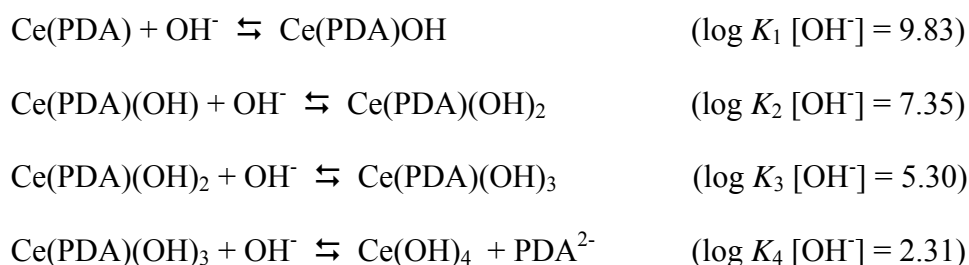 Ce(PDA) + OH⁻ ⇆ Ce(PDA)OH (log K₁ [OH⁻] = 9.83)
Ce(PDA)(OH) + OH⁻ ⇆ Ce(PDA)(OH)₂ (log K₂ [OH⁻] = 7.35)
Ce(PDA)(OH)₂ + OH⁻ ⇆ Ce(PDA)(OH)₃ (log K₃ [OH⁻] = 5.30)
Ce(PDA)(OH)₃ + OH⁻ ⇆ Ce(OH)₄ + PDA²⁻ (log K₄ [OH⁻] = 2.31)